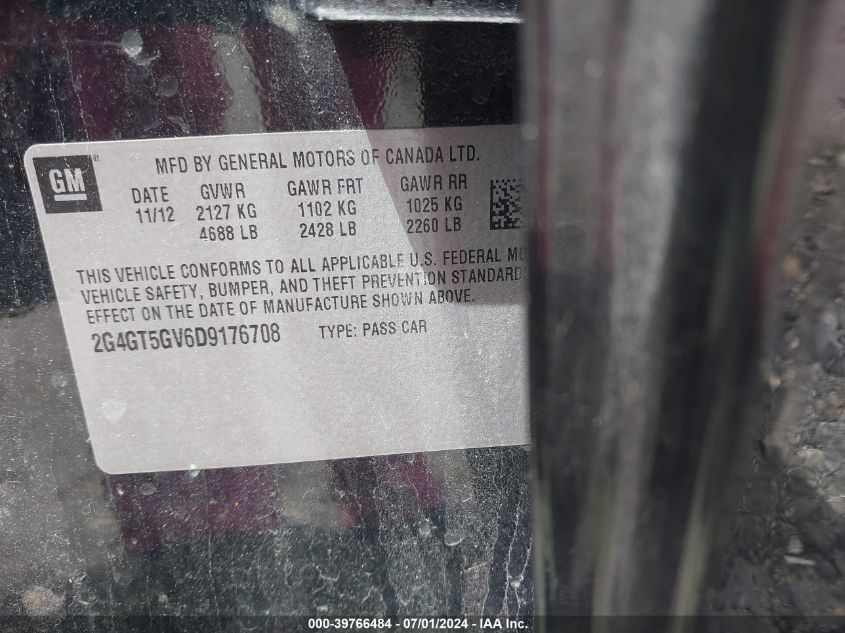 GM
MFD BY GENERAL MOTORS OF CANADA LTD.
DATE GVWR GAWR FRT GAWR RR
11/12 2127 KG 1102 KG 1025 KG
4688 LB 2428 LB 2260 LB
THIS VEHICLE CONFORMS TO ALL APPLICABLE U.S. FEDERAL MO
VEHICLE SAFETY, BUMPER, AND THEFT PREVENTION STANDARD
EFFECT ON THE DATE OF MANUFACTURE SHOWN ABOVE.
2G4GT5GV6D9176708 TYPE: PASS CAR
000-39766484 - 07/01/2024 - IAA Inc.